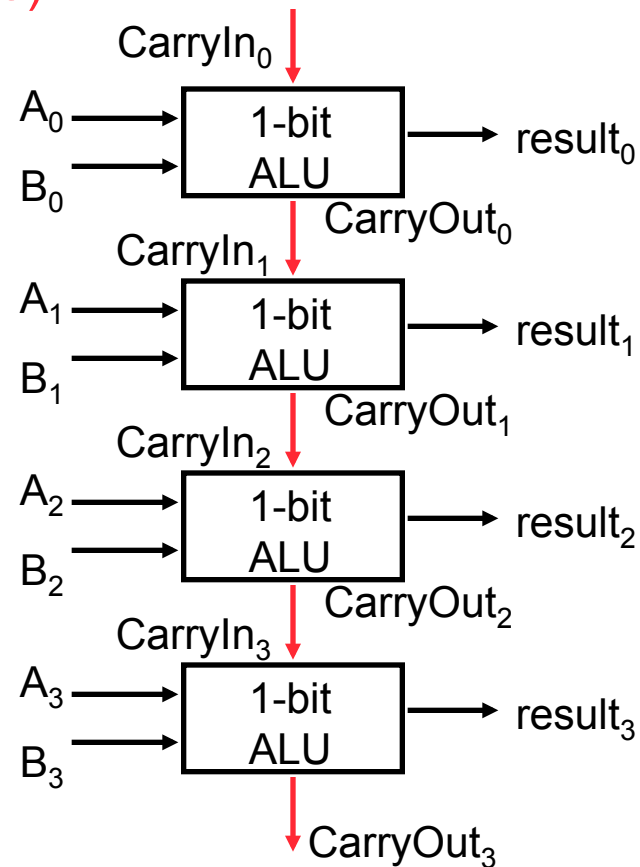 )
CarryIn₀
A₀ 1-bit result₀
B₀ ALU
CarryOut₀
CarryIn₁
A₁ 1-bit result₁
B₁ ALU
CarryOut₁
CarryIn₂
A₂ 1-bit result₂
B₂ ALU
CarryOut₂
CarryIn₃
A₃ 1-bit result₃
B₃ ALU
CarryOut₃